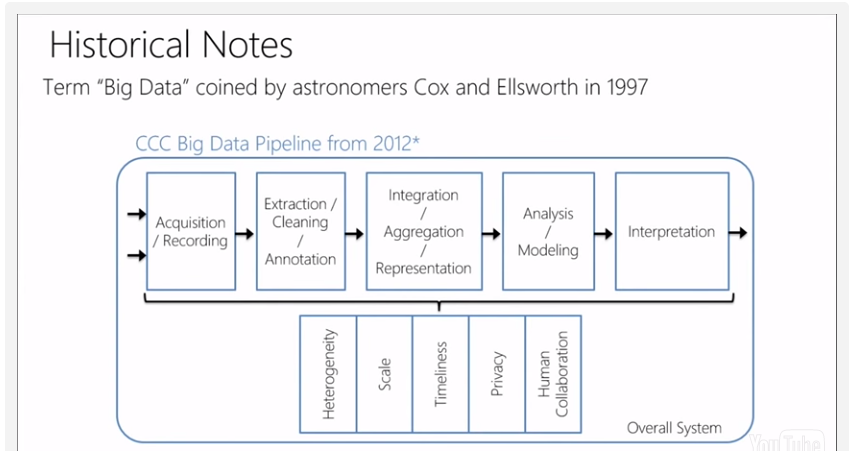 Historical Notes
Term “Big Data” coined by astronomers Cox and Ellsworth in 1997
CCC Big Data Pipeline from 2012*
Acquisition
/ Recording
Extraction /
Cleaning
/
Annotation
Integration
/
Aggregation
/
Representation
Analysis
/
Modeling
Interpretation
Heterogeneity
Scale
Timeliness
Privacy
Human
Collaboration
Overall System
YouTube